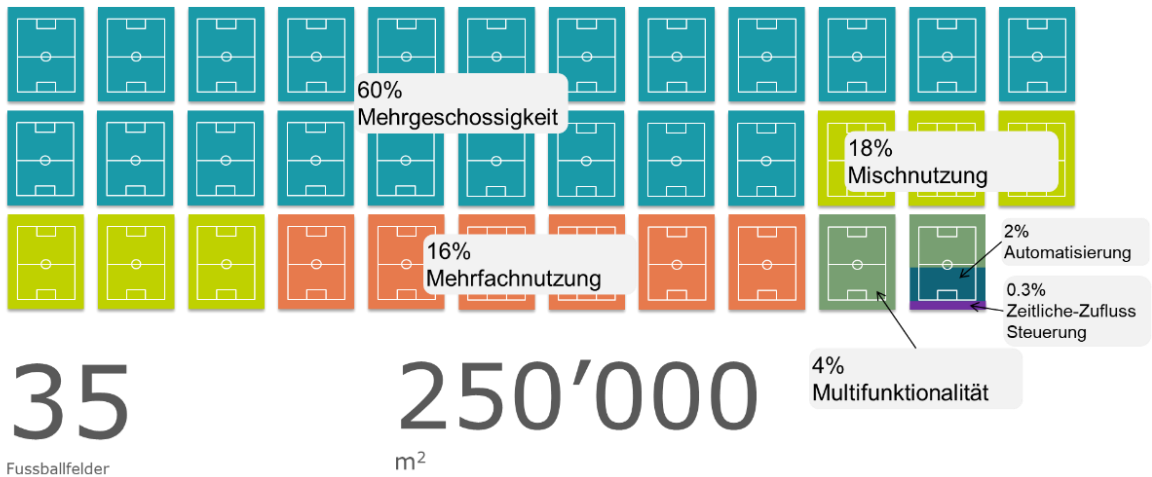 60%
Mehrgeschossigkeit
18%
Mischnutzung
16%
Mehrfachnutzung
2%
Automatisierung
0.3%
Zeitliche-Zufluss
Steuerung
4%
Multifunktionalität
35
Fussballfelder
250’000
m²